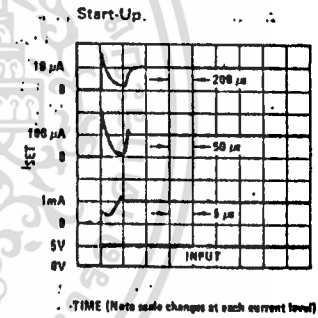 Start-Up.
10 µA
0
200 µs
100 µA
0
50 µs
ISET
1mA
0
5 µs
5V
0V
INPUT
TIME (Note scale changes at each current level)